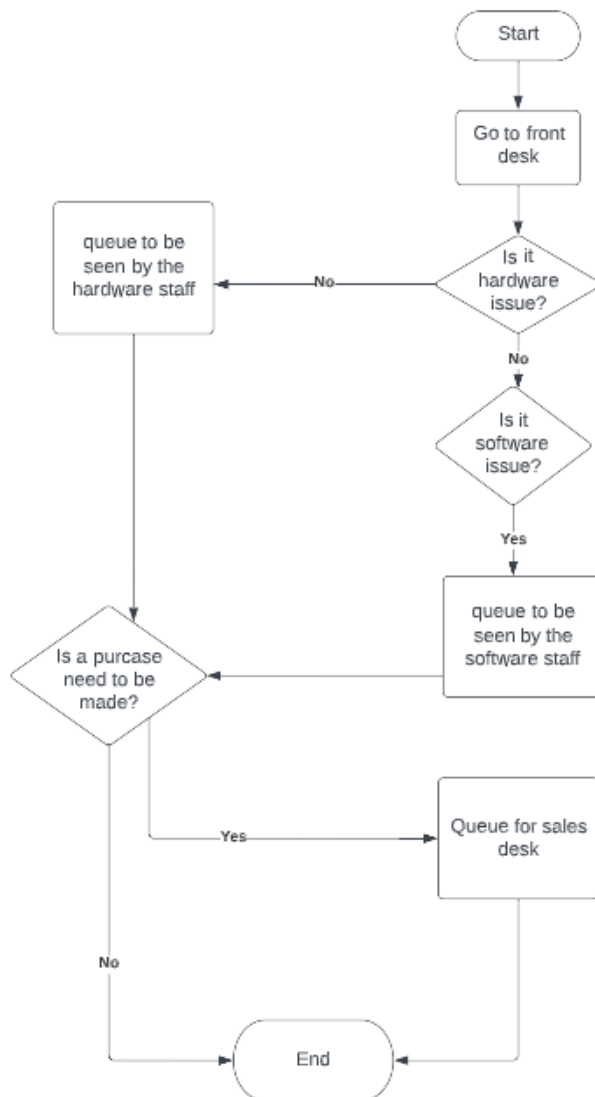 Start
Go to front
desk
Is it
hardware
issue?
No
queue to be
seen by the
hardware staff
No
Is it
software
issue?
Yes
queue to be
seen by the
software staff
Is a purcase
need to be
made?
Yes
Queue for sales
desk
No
End